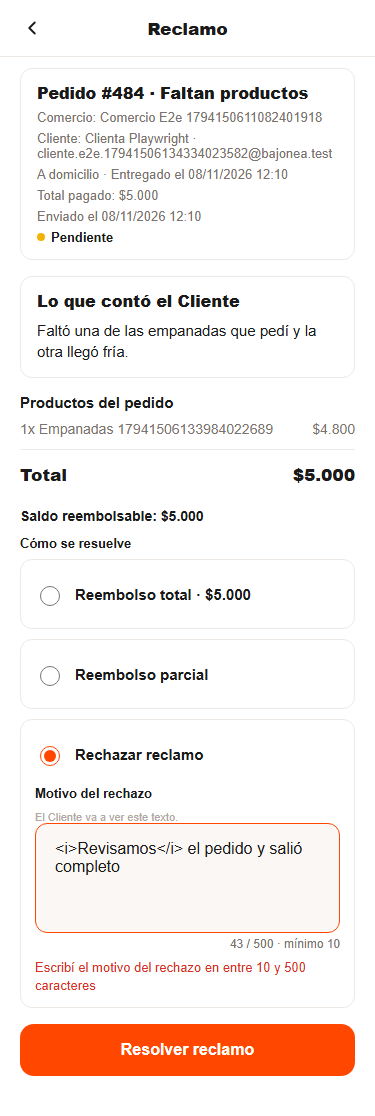 Reclamo
Pedido #484 · Faltan productos
Comercio: Comercio E2e 1794150611082401918
Cliente: Clienta Playwright ·
cliente.e2e.17941506134334023582@bajonea.test
A domicilio · Entregado el 08/11/2026 12:10
Total pagado: $5.000
Enviado el 08/11/2026 12:10
Pendiente
Lo que contó el Cliente
Faltó una de las empanadas que pedí y la
otra llegó fría.
Productos del pedido
1x Empanadas 17941506133984022689 $4.800
Total $5.000
Saldo reembolsable: $5.000
Cómo se resuelve
Reembolso total · $5.000
Reembolso parcial
Rechazar reclamo
Motivo del rechazo
El Cliente va a ver este texto.
<i>Revisamos</i> el pedido y salió
completo
43 / 500 · mínimo 10
Escribí el motivo del rechazo en entre 10 y 500
caracteres
Resolver reclamo